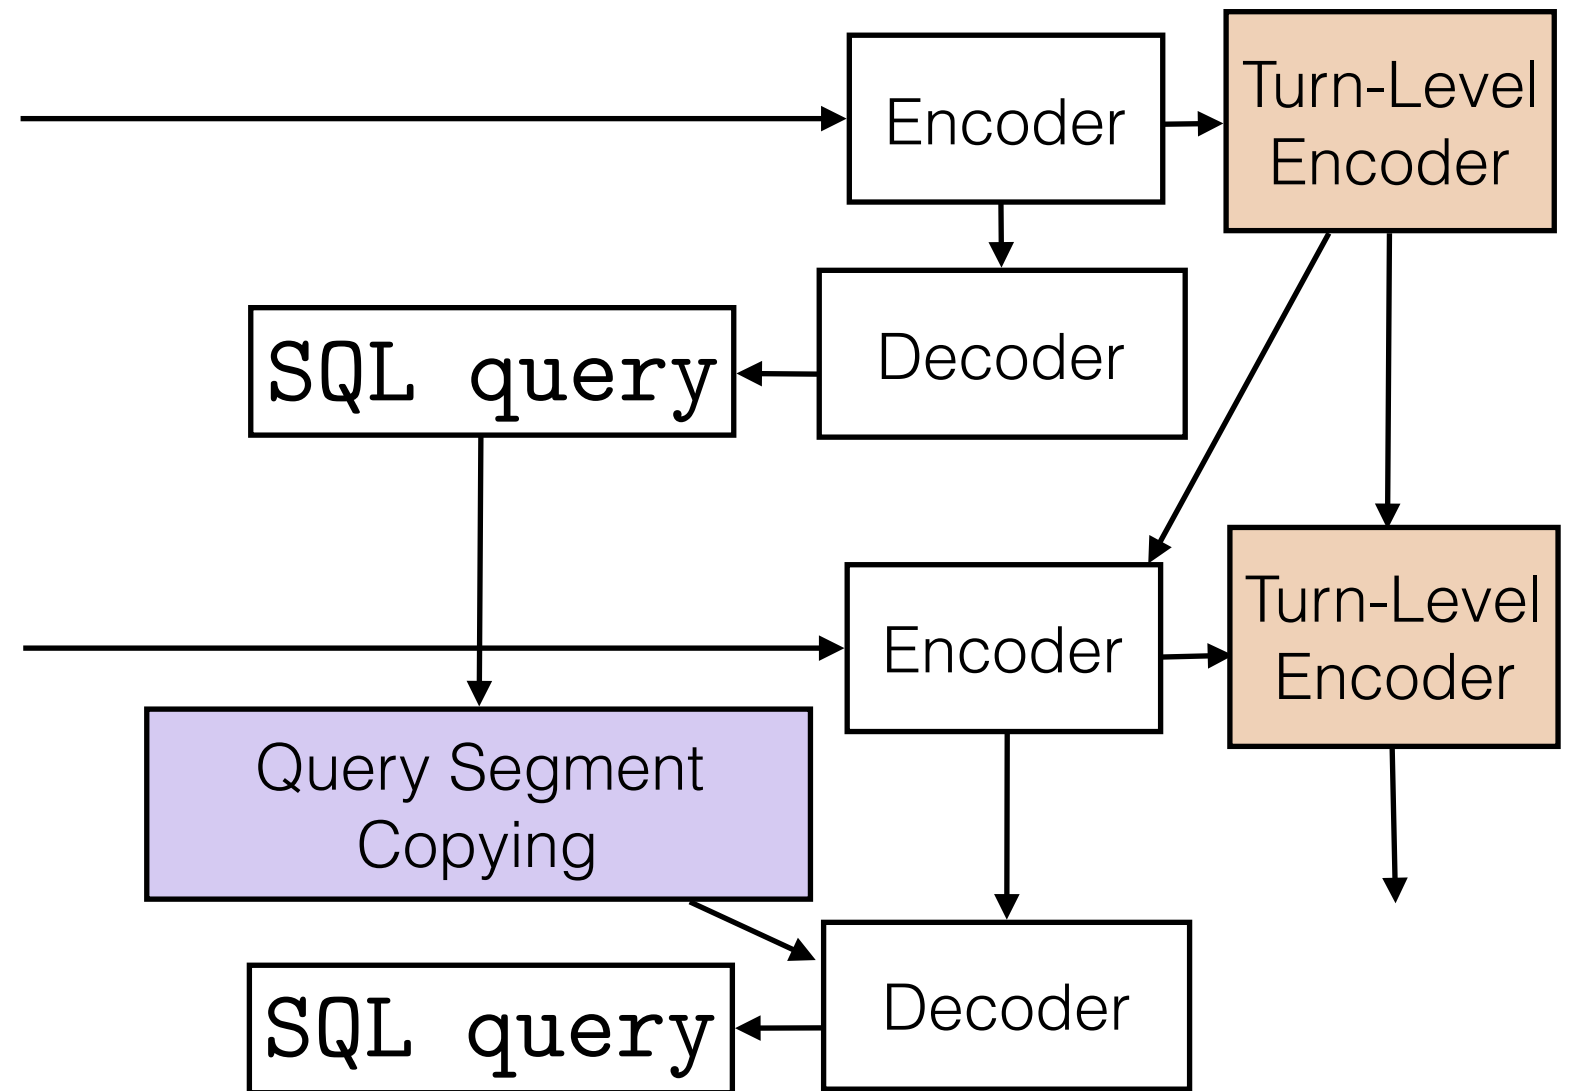 Encoder
Turn-Level
Encoder
Decoder
SQL query
Encoder
Turn-Level
Encoder
Query Segment
Copying
Decoder
SQL query